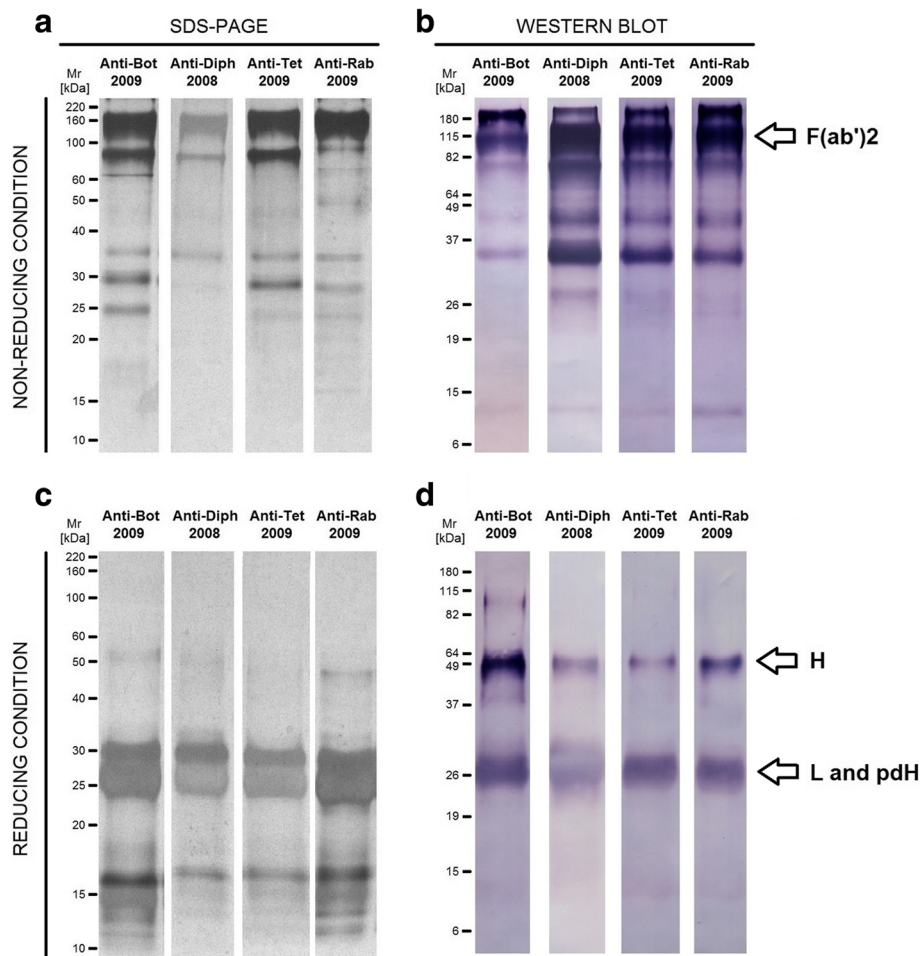 a
SDS-PAGE
Mr
[kDa]
Anti-Bot
2009
Anti-Diph
2008
Anti-Tet
2009
Anti-Rab
2009
220
160
100
60
50
40
30
25
20
15
10
NON-REDUCING CONDITION
b
WESTERN BLOT
Mr
[kDa]
Anti-Bot
2009
Anti-Diph
2008
Anti-Tet
2009
Anti-Rab
2009
180
115
82
64
49
37
26
19
15
6
F(ab')2
c
Mr
[kDa]
Anti-Bot
2009
Anti-Diph
2008
Anti-Tet
2009
Anti-Rab
2009
220
160
100
60
50
40
30
25
20
15
10
REDUCING CONDITION
d
Mr
[kDa]
Anti-Bot
2009
Anti-Diph
2008
Anti-Tet
2009
Anti-Rab
2009
180
115
82
64
49
37
26
19
15
6
H
L and pdH